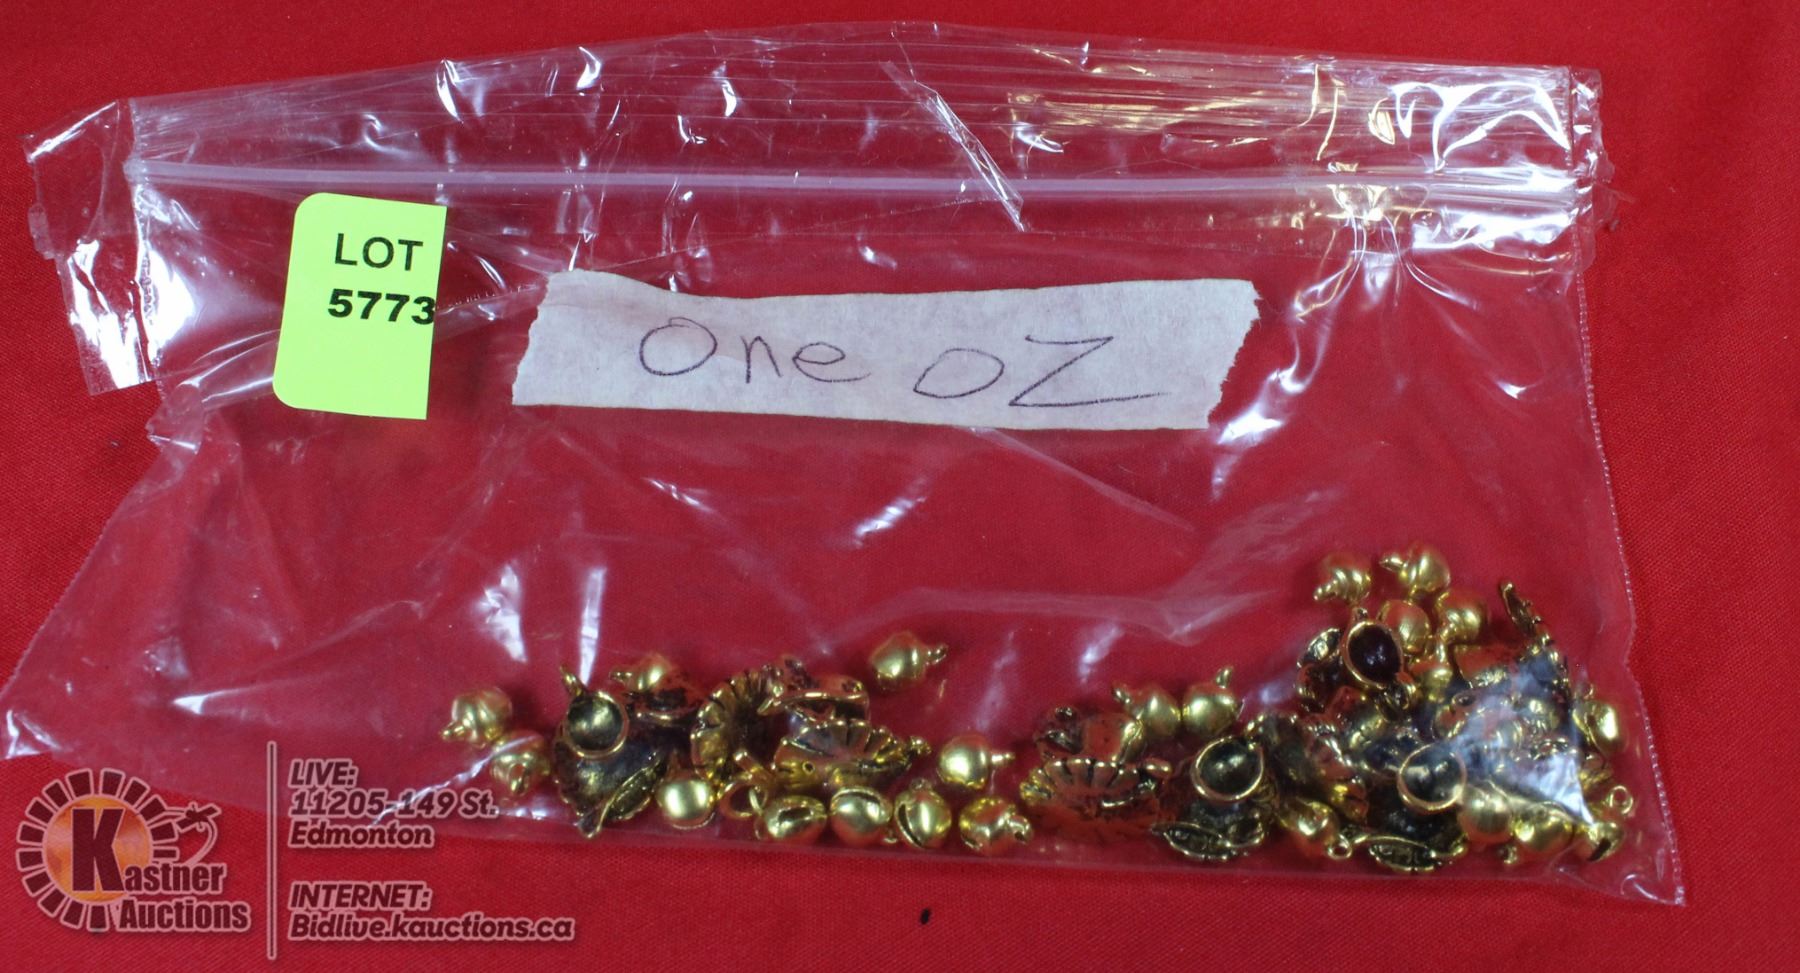 LOT
5773
One OZ
Kastner
Auctions
LIVE:
11205-149 St.
Edmonton
INTERNET:
Bidlive.kauctions.ca